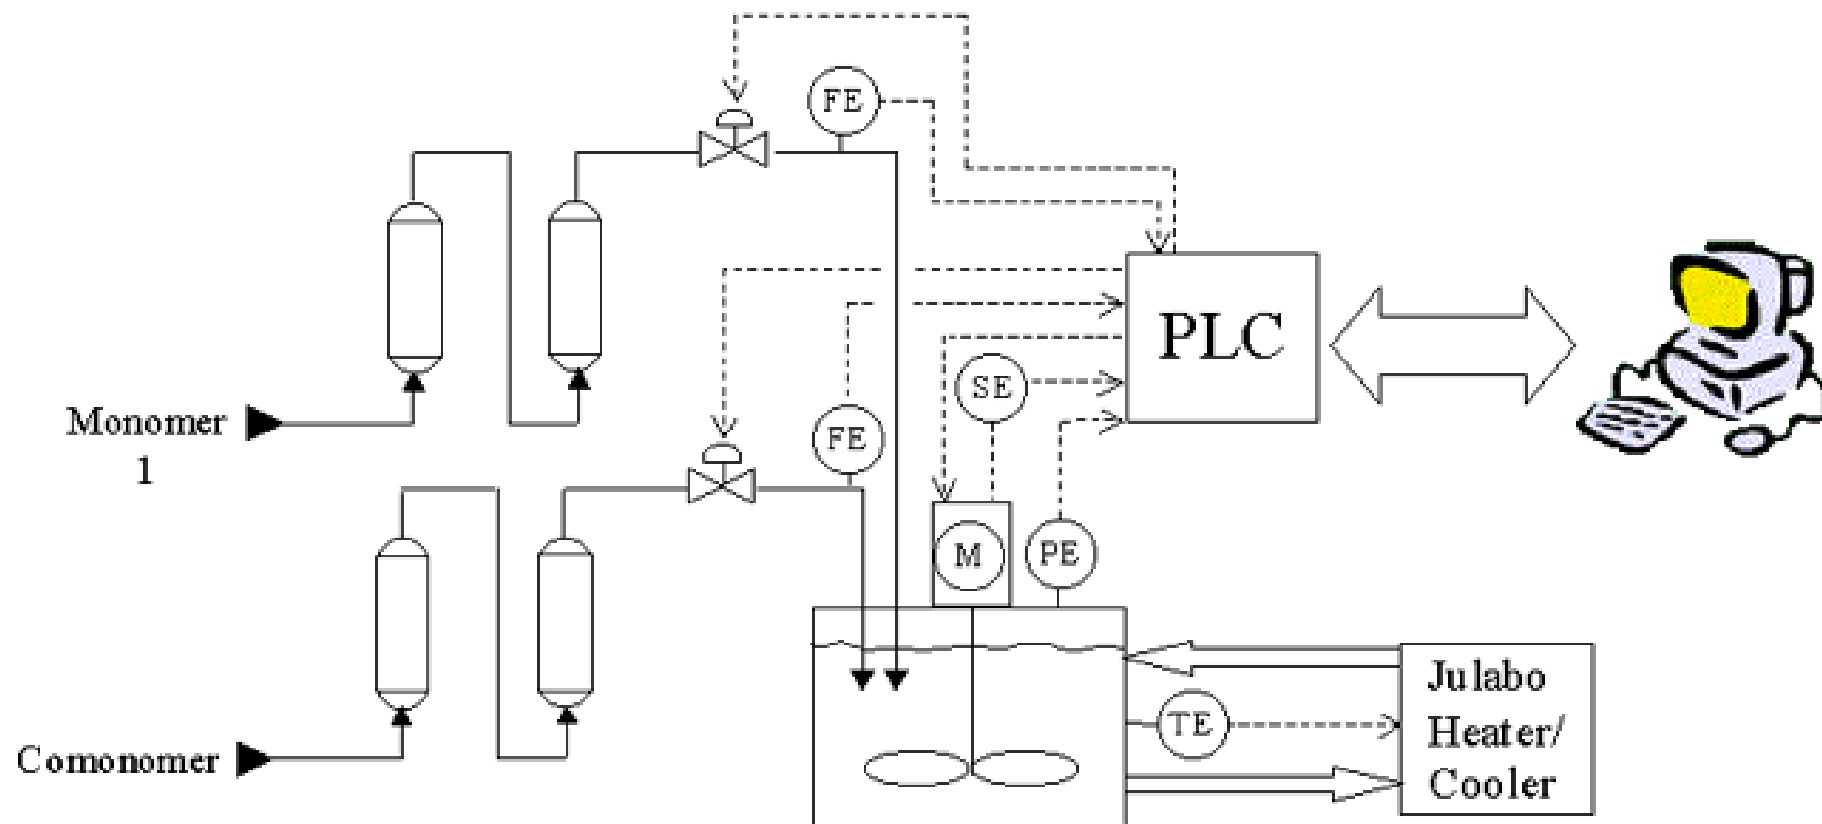 FE
PLC
SE
Monomer
1
FE
M
PE
Julabo
TE
Heater/
Comonomer
Cooler